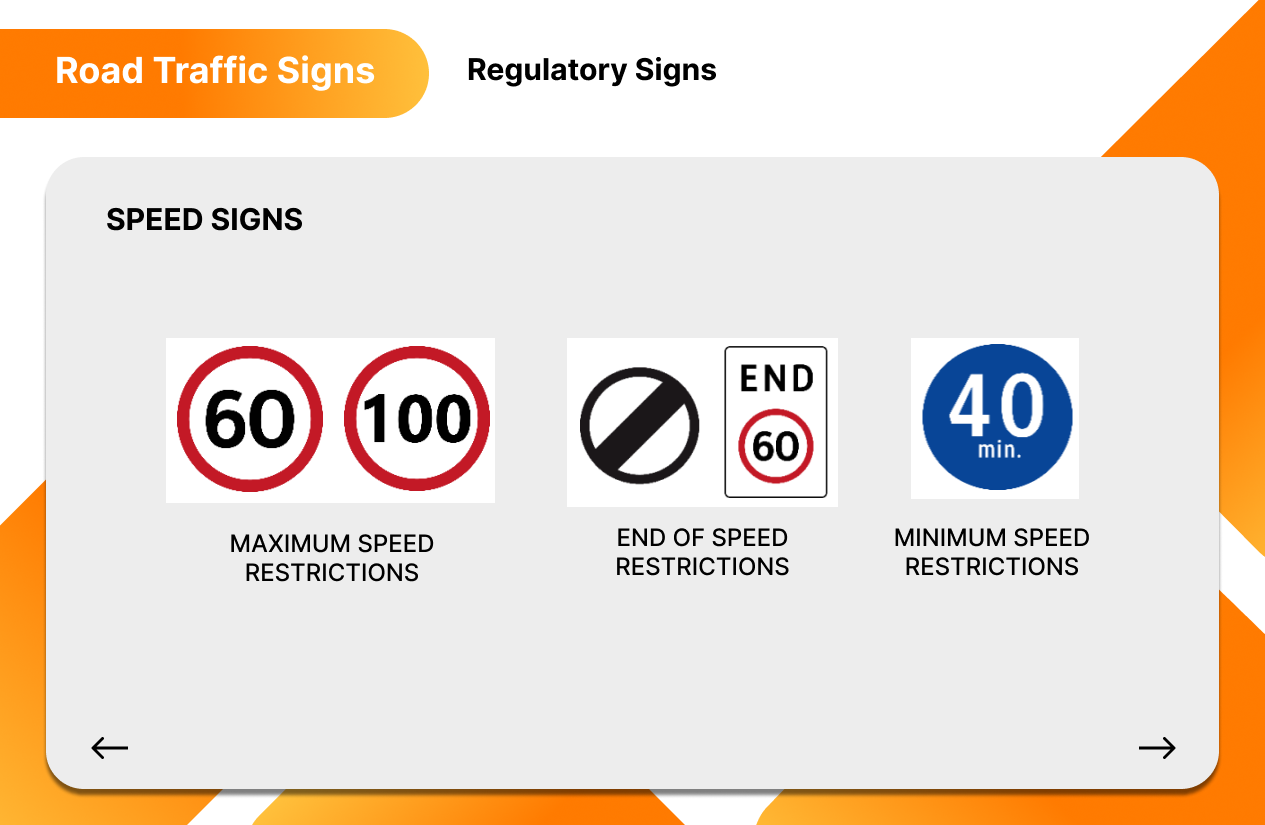 Road Traffic Signs
Regulatory Signs
SPEED SIGNS
60
100
END
60
40
min.
MAXIMUM SPEED
RESTRICTIONS
END OF SPEED
RESTRICTIONS
MINIMUM SPEED
RESTRICTIONS